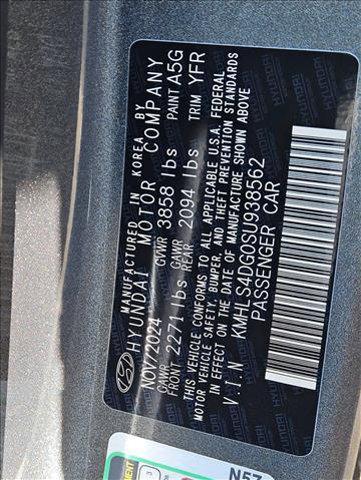 MANUFACTURED IN KOREA BY
HYUNDAI MOTOR COMPANY
NOV/2024 GVWR 3858 lbs PAINT A5G
GAWR FRONT 2271 lbs GAWR REAR 2094 lbs TRIM YFR
THIS VEHICLE CONFORMS TO ALL APPLICABLE U.S.A. FEDERAL
MOTOR VEHICLE SAFETY, BUMPER, AND THEFT PREVENTION STANDARDS
IN EFFECT ON THE DATE OF MANUFACTURE SHOWN ABOVE
V.I.N KMHLS4DG0SU938562
PASSENGER CAR
N57